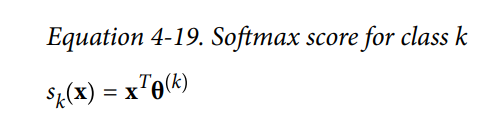 Equation 4-19. Softmax score for class k
sₖ(𝐱) = 𝐱ᵀ𝛉⁽ᵏ⁾